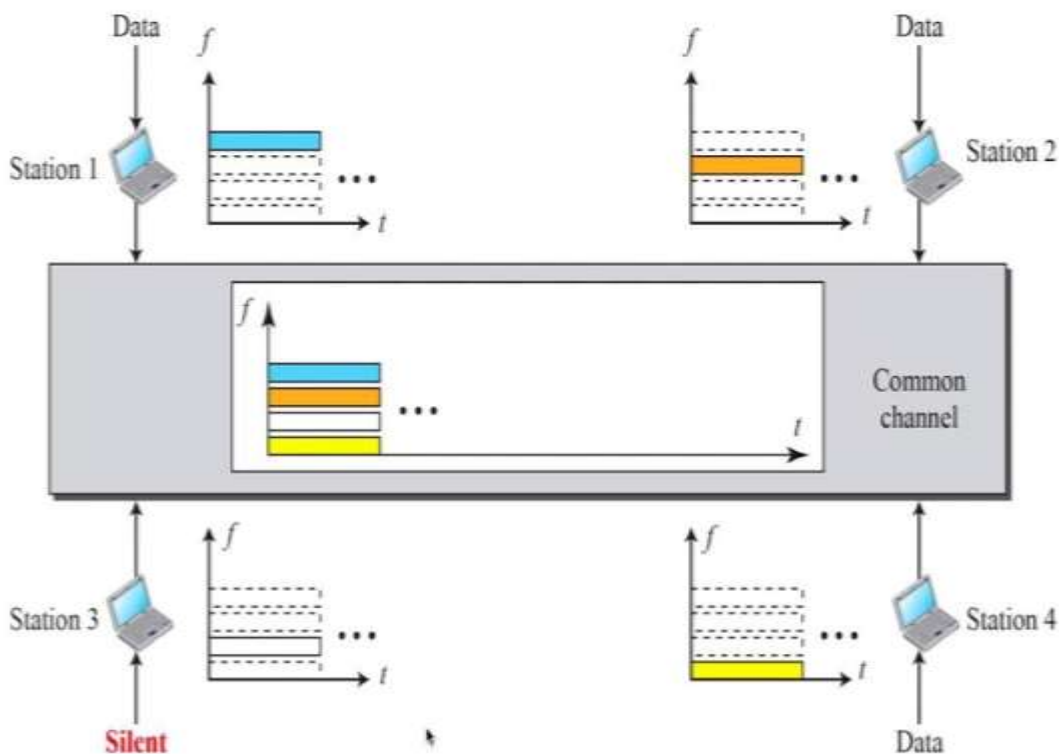 Data
f
Station 1
• • •
t
f
Data
Station 2
• • •
t
f
• • •
t
Common
channel
f
Station 3
• • •
t
Silent
f
Station 4
• • •
t
Data